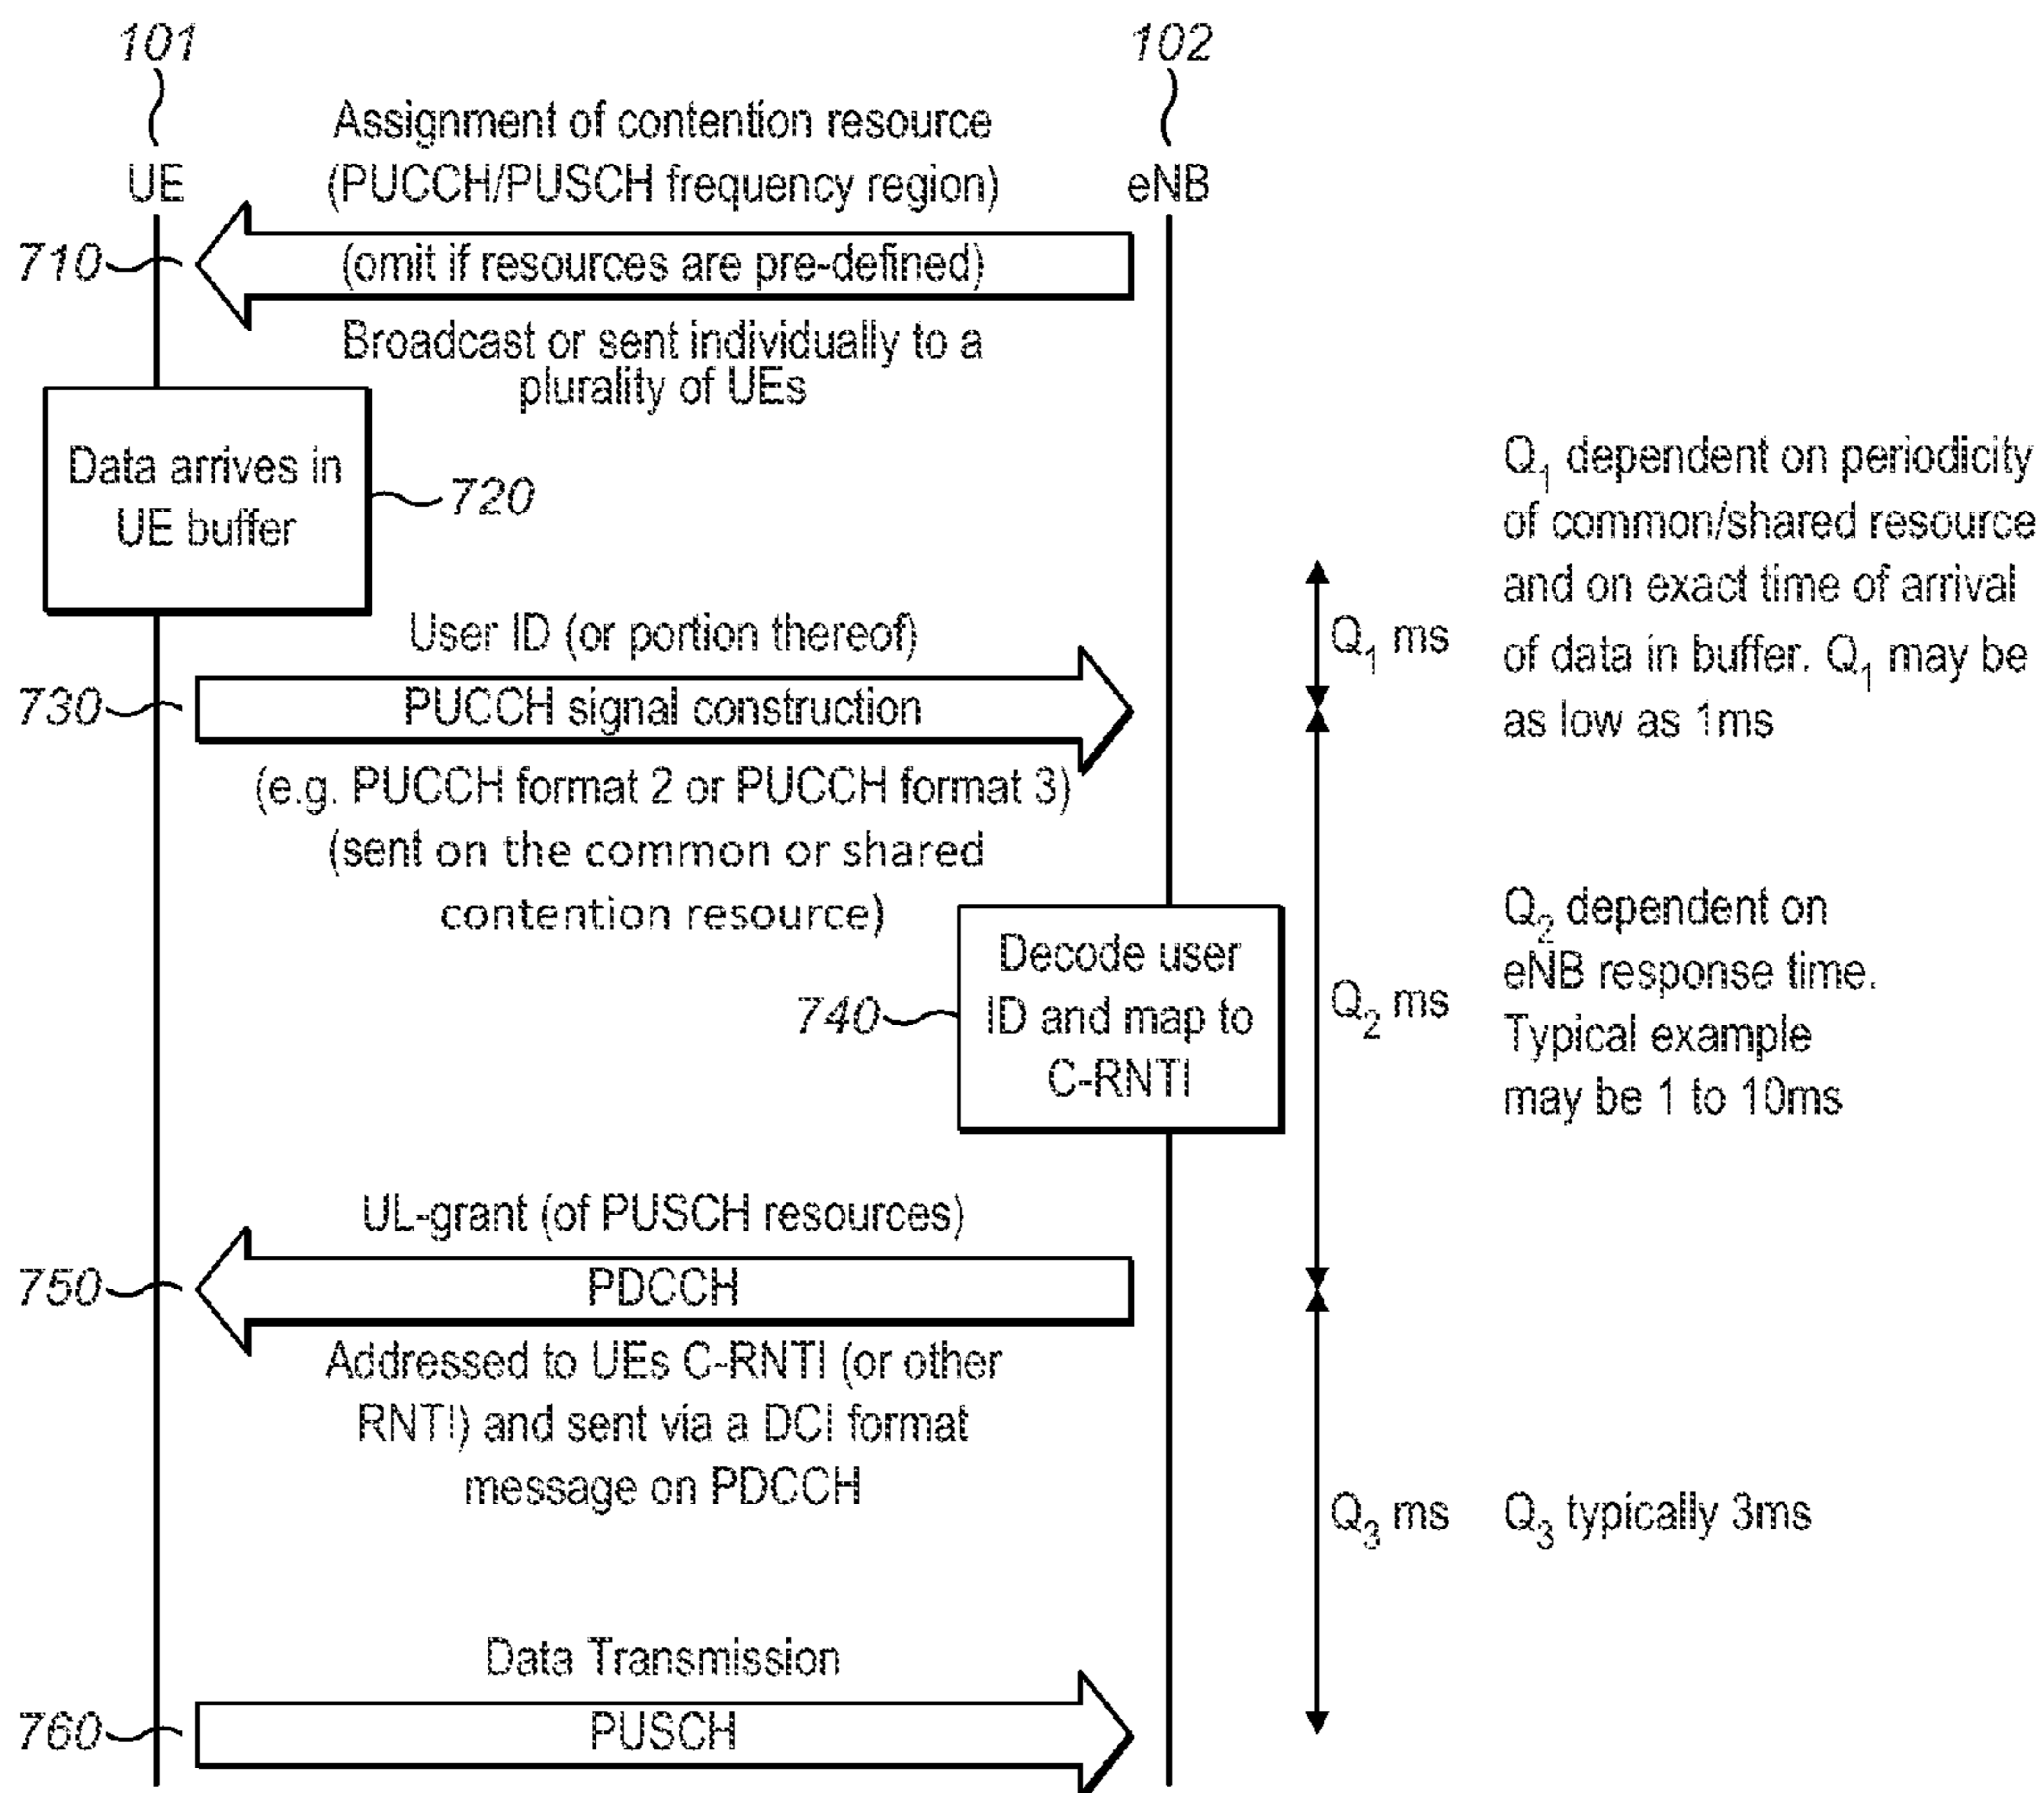 101
102
Assignment of contention resource
UE
(PUCCH/PUSCH frequency region)
eNB
710
(omit if resources are pre-defined)
Broadcast or sent individually to a
plurality of UEs
Data arrives in
UE buffer
720
Q1 dependent on periodicity
of common/shared resource
and on exact time of arrival
of data in buffer. Q1 may be
as low as 1ms
Q1 ms
User ID (or portion thereof)
730
PUCCH signal construction
(e.g. PUCCH format 2 or PUCCH format 3)
(sent on the common or shared
contention resource)
Decode user
ID and map to
C-RNTI
740
Q2 ms
Q2 dependent on
eNB response time.
Typical example
may be 1 to 10ms
UL-grant (of PUSCH resources)
750
PDCCH
Addressed to UEs C-RNTI (or other
RNTI) and sent via a DCI format
message on PDCCH
Q3 ms
Q3 typically 3ms
Data Transmission
760
PUSCH